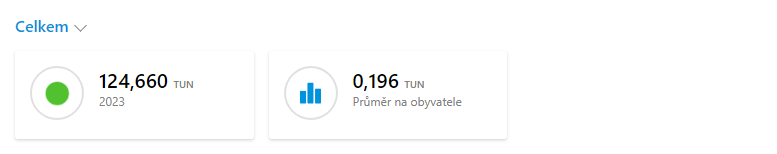 Celkem
124,660 TUN
2023
0,196 TUN
Průměr na obyvatele